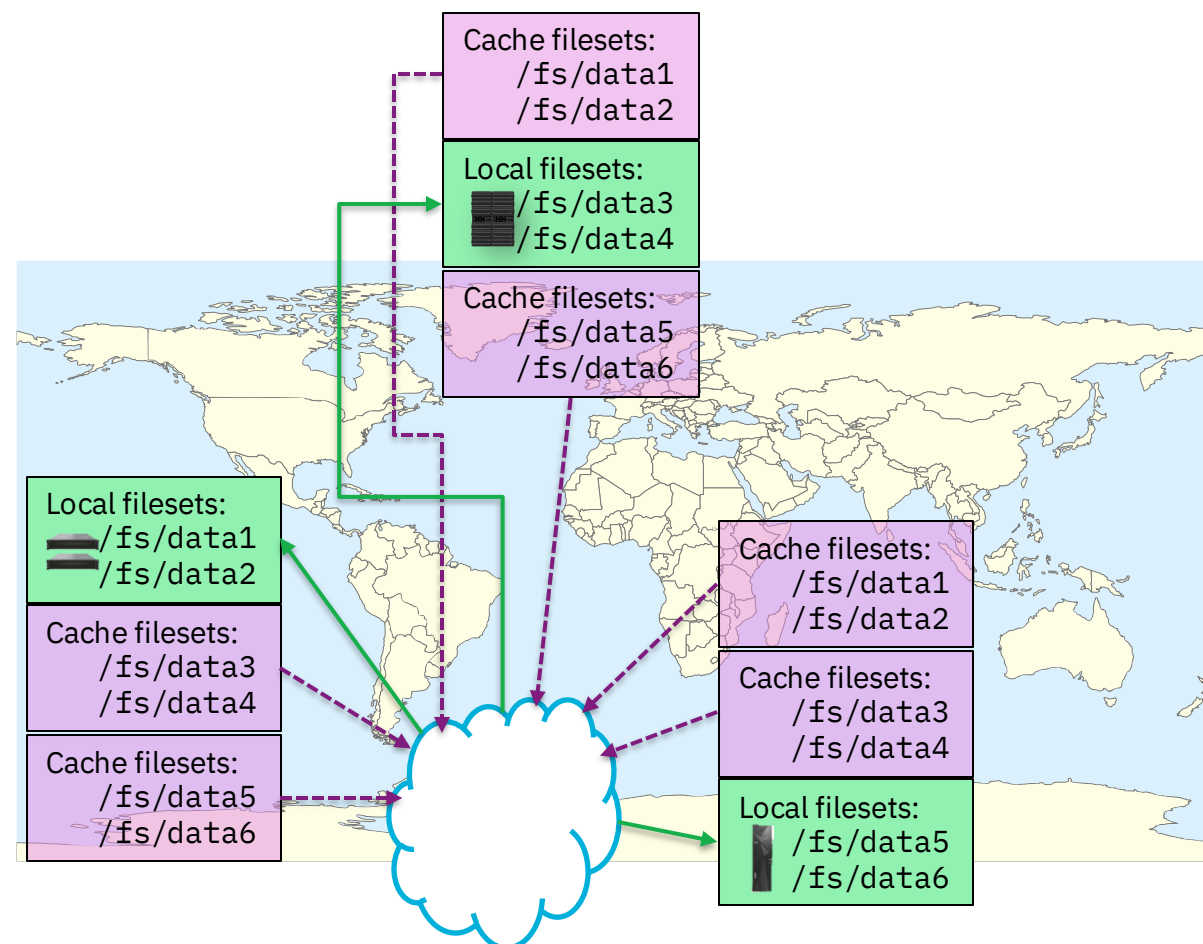 Cache filesets:
/fs/data1
/fs/data2
Local filesets:
/fs/data3
/fs/data4
Cache filesets:
/fs/data5
/fs/data6
Local filesets:
/fs/data1
/fs/data2
Cache filesets:
/fs/data3
/fs/data4
Cache filesets:
/fs/data5
/fs/data6
Cache filesets:
/fs/data1
/fs/data2
Cache filesets:
/fs/data3
/fs/data4
Local filesets:
/fs/data5
/fs/data6